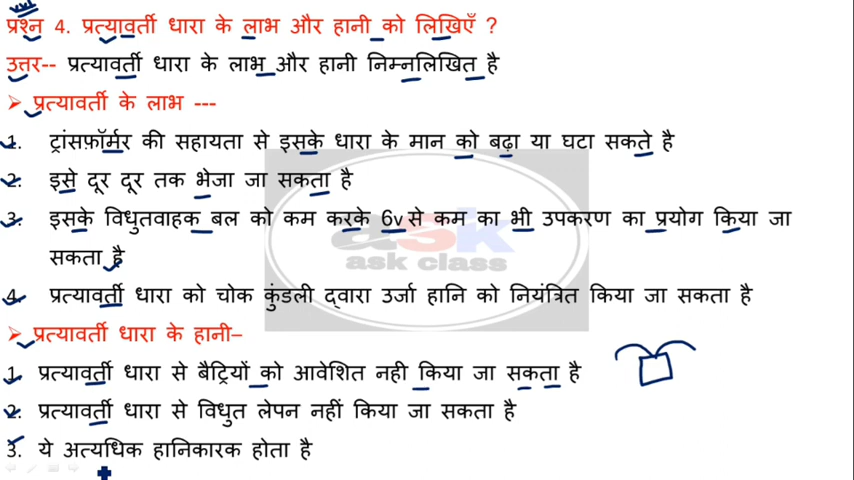 प्रश्न 4. प्रत्यावर्ती धारा के लाभ और हानी को लिखिएँ ?
उत्तर-- प्रत्यावर्ती धारा के लाभ और हानी निम्नलिखित है
➢ प्रत्यावर्ती के लाभ ---
1. ट्रांसफ़ॉर्मर की सहायता से इसके धारा के मान को बढ़ा या घटा सकते है
2. इसे दूर दूर तक भेजा जा सकता है
3. इसके विधुतवाहक बल को कम करके 6v से कम का भी उपकरण का प्रयोग किया जा
सकता है
ask
ask class
4. प्रत्यावर्ती धारा को चोक कुंडली द्वारा उर्जा हानि को नियंत्रित किया जा सकता है
➢ प्रत्यावर्ती धारा के हानी–
1. प्रत्यावर्ती धारा से बैट्रियों को आवेशित नही किया जा सकता है
2. प्रत्यावर्ती धारा से विधुत लेपन नहीं किया जा सकता है
3. ये अत्यधिक हानिकारक होता है